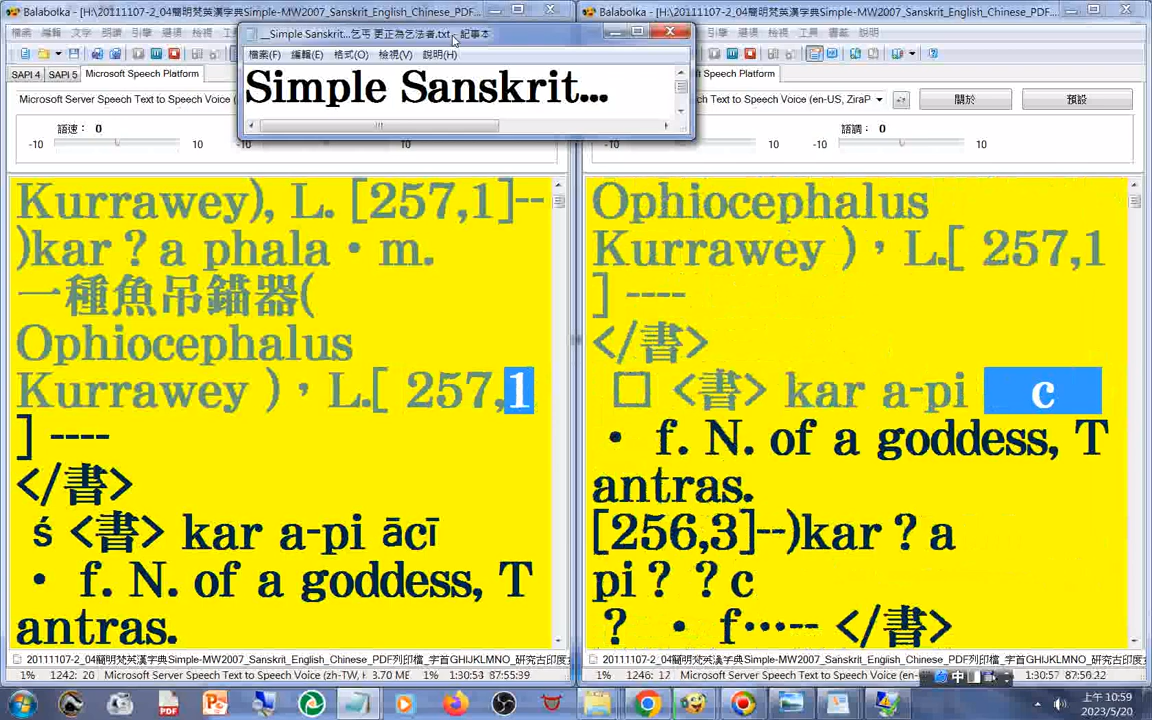 Balabolka - [H:\20111107-2_04簡明梵英漢字典Simple-MW2007_Sanskrit_English_Chinese_PDF...
Balabolka - [H:\20111107-2_04簡明梵英漢字典Simple-MW2007_Sanskrit_English_Chinese_PDF...
__Simple Sanskrit...乞丐 更正為乞法者.txt - 記事本
檔案(F) 編輯(E) 格式(O) 檢視(V) 說明(H)
Simple Sanskrit...
SAPI 4 SAPI 5 Microsoft Speech Platform
Speech Platform
Microsoft Server Speech Text to Speech Voice (
Text to Speech Voice (en-US, ZiraP
關於
預設
語速： 0
-10 10 -10 10
語調： 0
-10 10
Kurrawey), L. [257,1]--
)kar？a phala・m.
一種魚吊錨器(
Ophiocephalus
Kurrawey )，L.[ 257,1
] ----
</書>
ś <書> kar a-pi ācī
・ f. N. of a goddess, T
antras.
Ophiocephalus
Kurrawey )，L.[ 257,1
] ----
</書>
□ <書> kar a-pi c
・ f. N. of a goddess, T
antras.
[256,3]--)kar？a
pi？？c
？ ・ f…-- </書>
20111107-2_04簡明梵英漢字典Simple-MW2007_Sanskrit_English_Chinese_PDF列印檔_字首GHIJKLMNO_研究古印度
20111107-2_04簡明梵英漢字典Simple-MW2007_Sanskrit_English_Chinese_PDF列印檔_字首GHIJKLMNO_研究古印度
1% 1242: 20 Microsoft Server Speech Text to Speech Voice (zh-TW, 3.70 MB 1% 1:30:53 87:55:39
1% 1246: 12 Microsoft Server Speech Text to Speech Voice 1:30:57 87:56:22
中
上午 10:59
2023/5/20